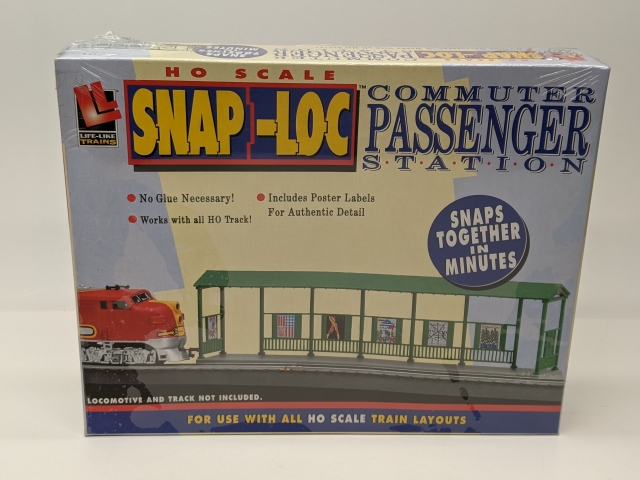 HO SCALE
SNAP-LOC™
COMMUTER
PASSENGER
S·T·A·T·I·O·N
LIFE-LIKE
TRAINS
No Glue Necessary!
Works with all HO Track!
Includes Poster Labels
For Authentic Detail
SNAPS
TOGETHER
IN
MINUTES
LOCOMOTIVE AND TRACK NOT INCLUDED.
FOR USE WITH ALL HO SCALE TRAIN LAYOUTS